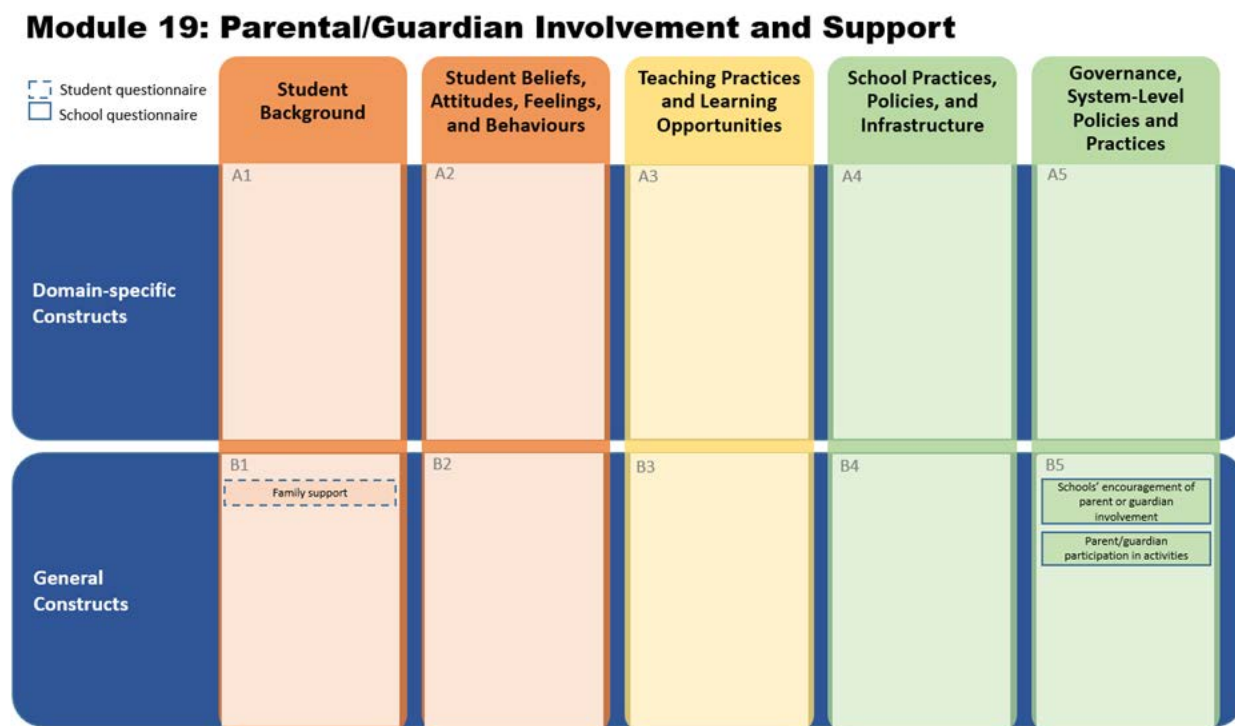 Module 19: Parental/Guardian Involvement and Support
Student questionnaire
School questionnaire
Student
Background
Student Beliefs,
Attitudes, Feelings,
and Behaviours
Teaching Practices
and Learning
Opportunities
School Practices,
Policies, and
Infrastructure
Governance,
System-Level
Policies and
Practices
Domain-specific
Constructs
A1
A2
A3
A4
A5
General
Constructs
B1
Family support
B2
B3
B4
B5
Schools' encouragement of
parent or guardian
involvement
Parent/guardian
participation in activities